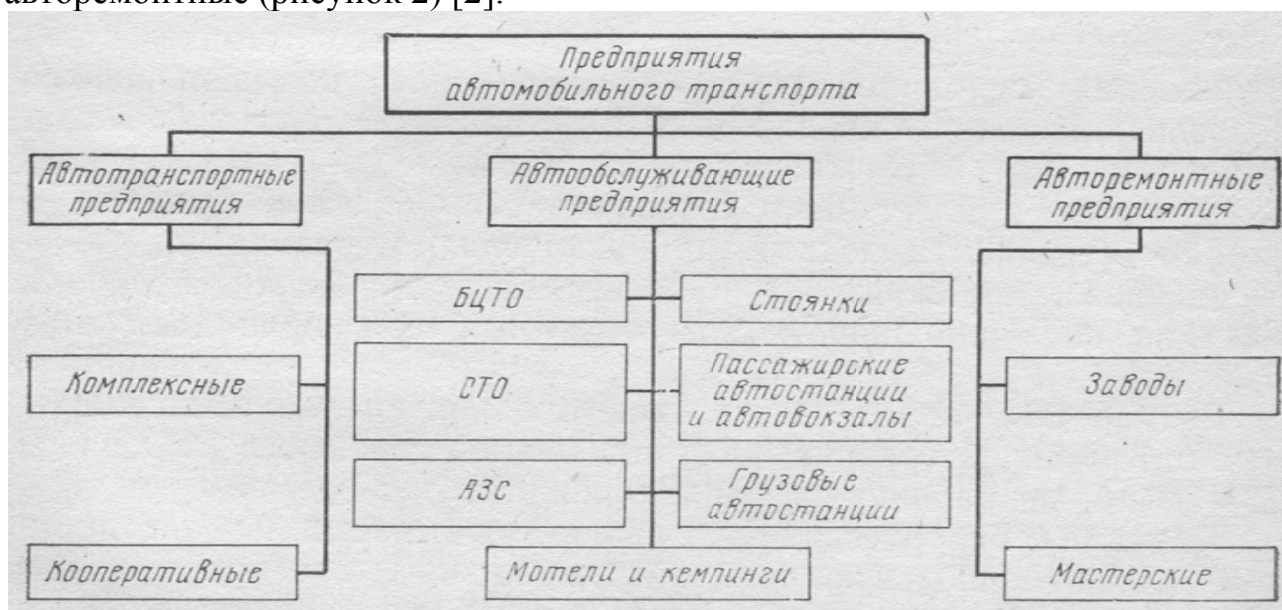 авторемонтные (рисунок 2) [2].
Предприятия
автомобильного транспорта
Автотранспортные
предприятия
Автообслуживающие
предприятия
Авторемонтные
предприятия
БЦТО
Стоянки
Комплексные
СТО
Пассажирские
автостанции
и автовокзалы
Заводы
АЗС
Грузовые
автостанции
Кооперативные
Мотели и кемпинги
Мастерские